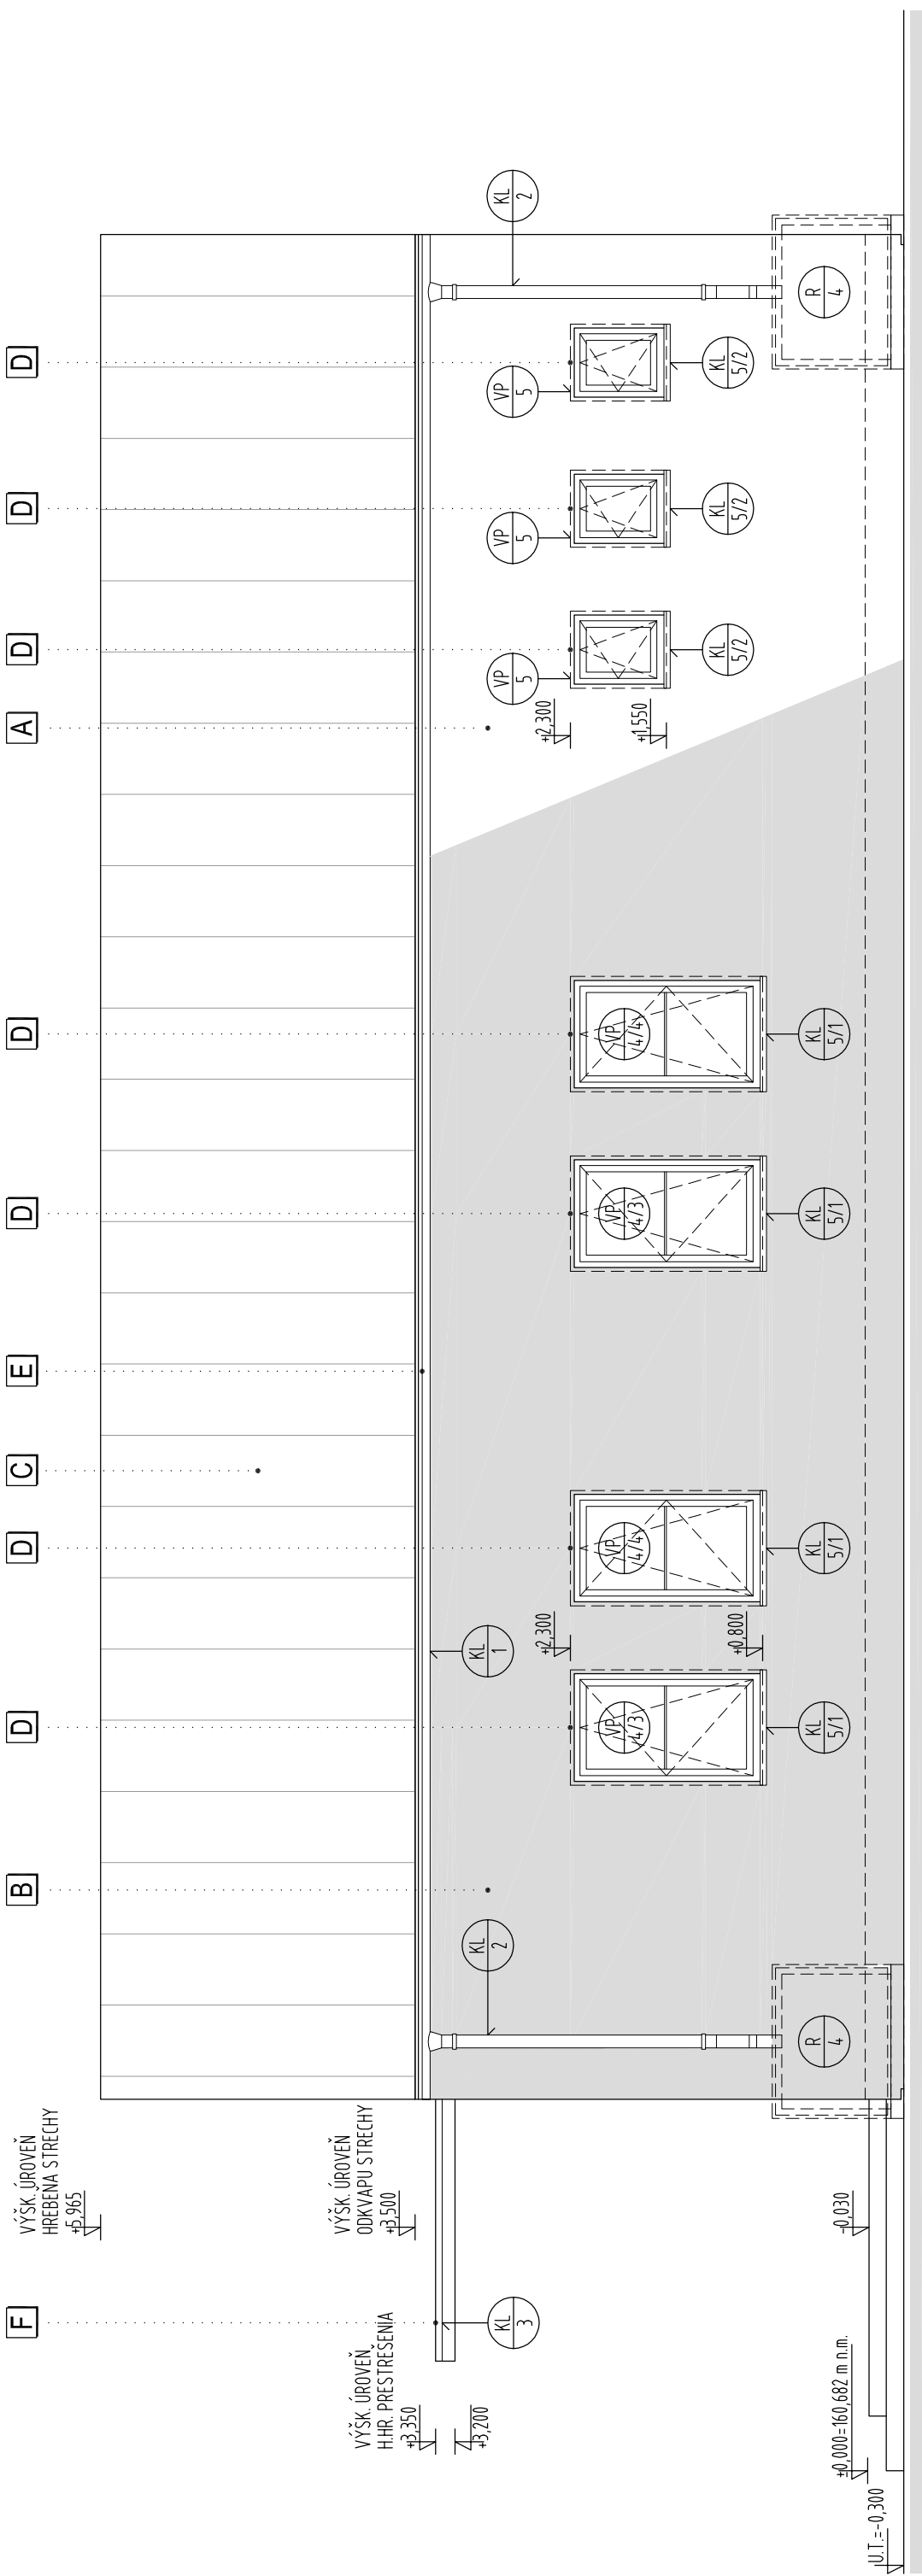 F
B
D
D
C
E
D
D
A
D
D
D
VÝŠK. ÚROVEŇ
HREBEŇA STRECHY
+5,965
VÝŠK. ÚROVEŇ
ODKVAPU STRECHY
+3,500
VÝŠK. ÚROVEŇ
H.HR. PRESTREŠENIA
+3,350
+3,200
KL
3
KL
2
KL
1
KL
2
VP
5
VP
5
VP
5
+2,300
+2,300
+1,550
VP
4/3
VP
4/4
VP
4/3
VP
4/4
+0,800
KL
5/2
KL
5/2
KL
5/2
R
4
KL
5/1
KL
5/1
KL
5/1
KL
5/1
R
4
-0,030
±0,000=160,682 m n.m.
U.T.=-0,300